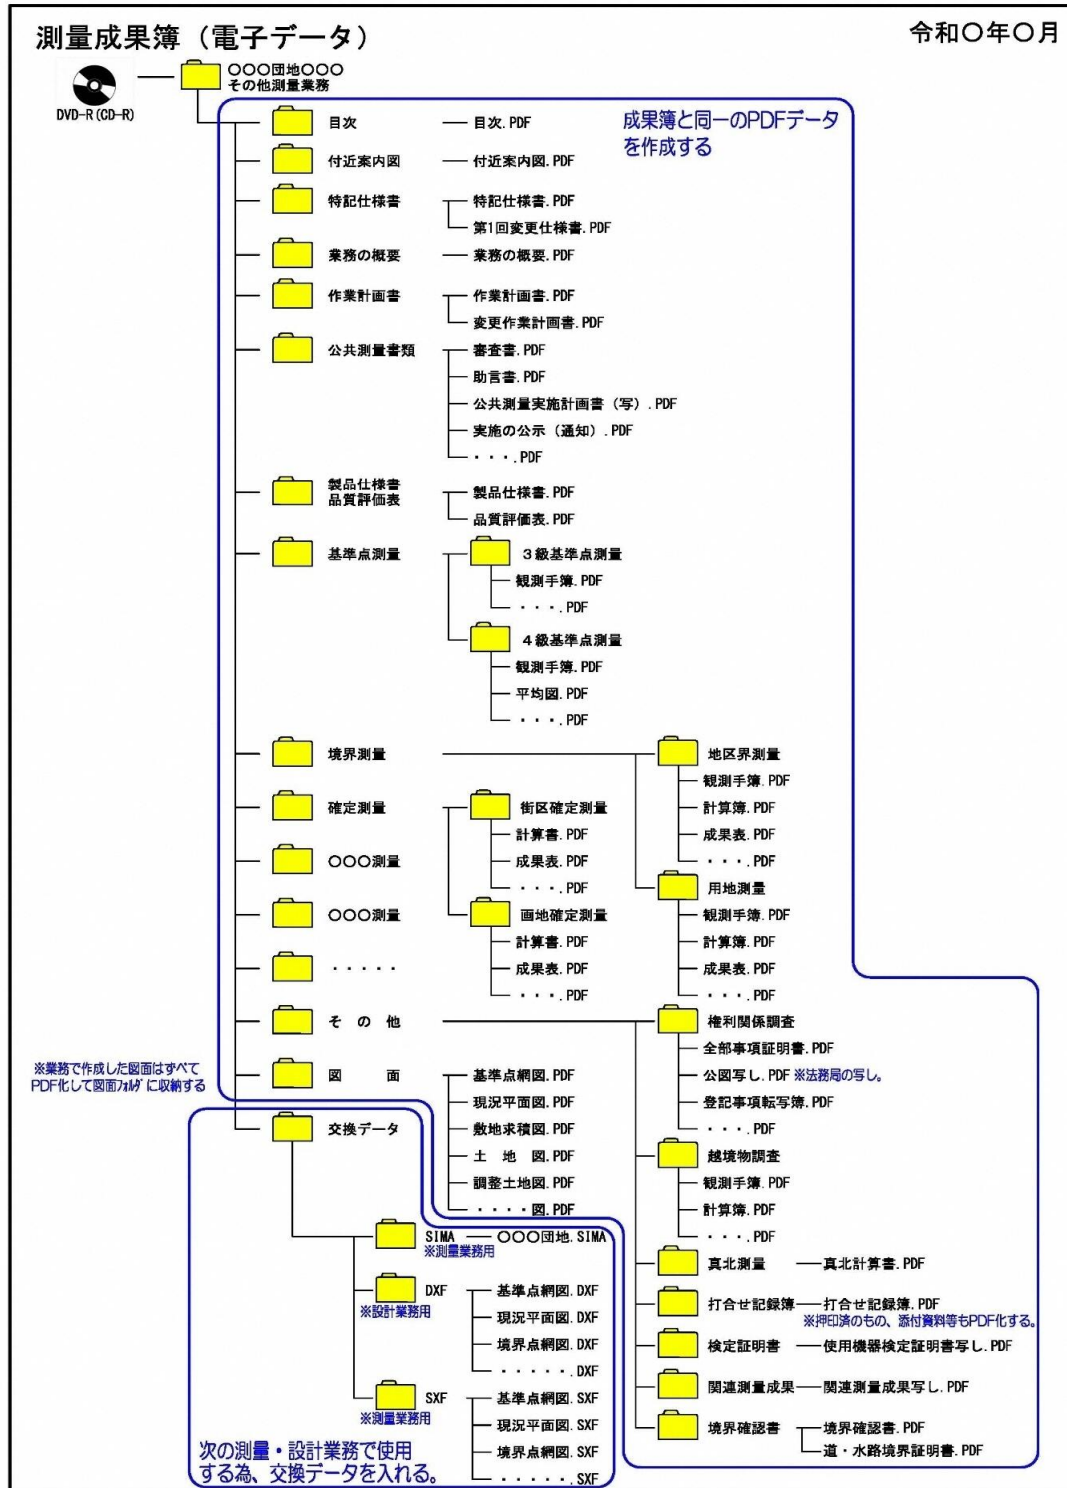 測量成果簿（電子データ）
令和〇年〇月
DVD-R(CD-R)
〇〇〇団地〇〇〇
その他測量業務
成果簿と同一のPDFデータ
を作成する
目次
目次.PDF
付近案内図
付近案内図.PDF
特記仕様書
特記仕様書.PDF
第1回変更仕様書.PDF
業務の概要
業務の概要.PDF
作業計画書
作業計画書.PDF
変更作業計画書.PDF
公共測量書類
審査書.PDF
助言書.PDF
公共測量実施計画書（写）.PDF
実施の公示（通知）.PDF
・・・.PDF
製品仕様書
品質評価表
製品仕様書.PDF
品質評価表.PDF
基準点測量
３級基準点測量
観測手簿.PDF
・・・.PDF
４級基準点測量
観測手簿.PDF
平均図.PDF
・・・.PDF
境界測量
地区界測量
観測手簿.PDF
計算簿.PDF
成果表.PDF
・・・.PDF
用地測量
観測手簿.PDF
計算簿.PDF
成果表.PDF
・・・.PDF
確定測量
街区確定測量
計算書.PDF
成果表.PDF
・・・.PDF
画地確定測量
計算書.PDF
成果表.PDF
・・・.PDF
〇〇〇測量
〇〇〇測量
・・・・・
そ の 他
権利関係調査
全部事項証明書.PDF
公図写し.PDF ※法務局の写し。
登記事項転写簿.PDF
・・・.PDF
越境物調査
観測手簿.PDF
計算簿.PDF
・・・.PDF
真北測量
真北計算書.PDF
打合せ記録簿
打合せ記録簿.PDF
※押印済のもの、添付資料等もPDF化する。
検定証明書
使用機器検定証明書写し.PDF
関連測量成果
関連測量成果写し.PDF
境界確認書
境界確認書.PDF
道・水路境界証明書.PDF
※業務で作成した図面はすべて
PDF化して図面ﾌｫﾙﾀﾞに収納する
図 面
基準点網図.PDF
現況平面図.PDF
敷地求積図.PDF
土 地 図.PDF
調整土地図.PDF
・・・・図.PDF
交換データ
SIMA
※測量業務用
〇〇〇団地.SIMA
DXF
※設計業務用
基準点網図.DXF
現況平面図.DXF
境界点網図.DXF
・・・・・.DXF
SXF
※測量業務用
基準点網図.SXF
現況平面図.SXF
境界点網図.SXF
・・・・・.SXF
次の測量・設計業務で使用
する為、交換データを入れる。